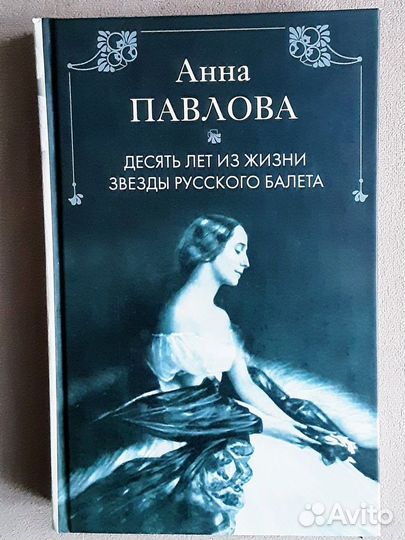 Анна
ПАВЛОВА
ДЕСЯТЬ ЛЕТ ИЗ ЖИЗНИ
ЗВЕЗДЫ РУССКОГО БАЛЕТА
Avito